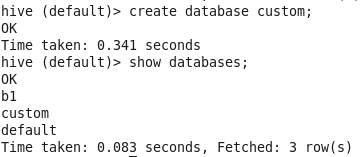 hive (default)> create database custom;
OK
Time taken: 0.341 seconds
hive (default)> show databases;
OK
b1
custom
default
Time taken: 0.083 seconds, Fetched: 3 row(s)